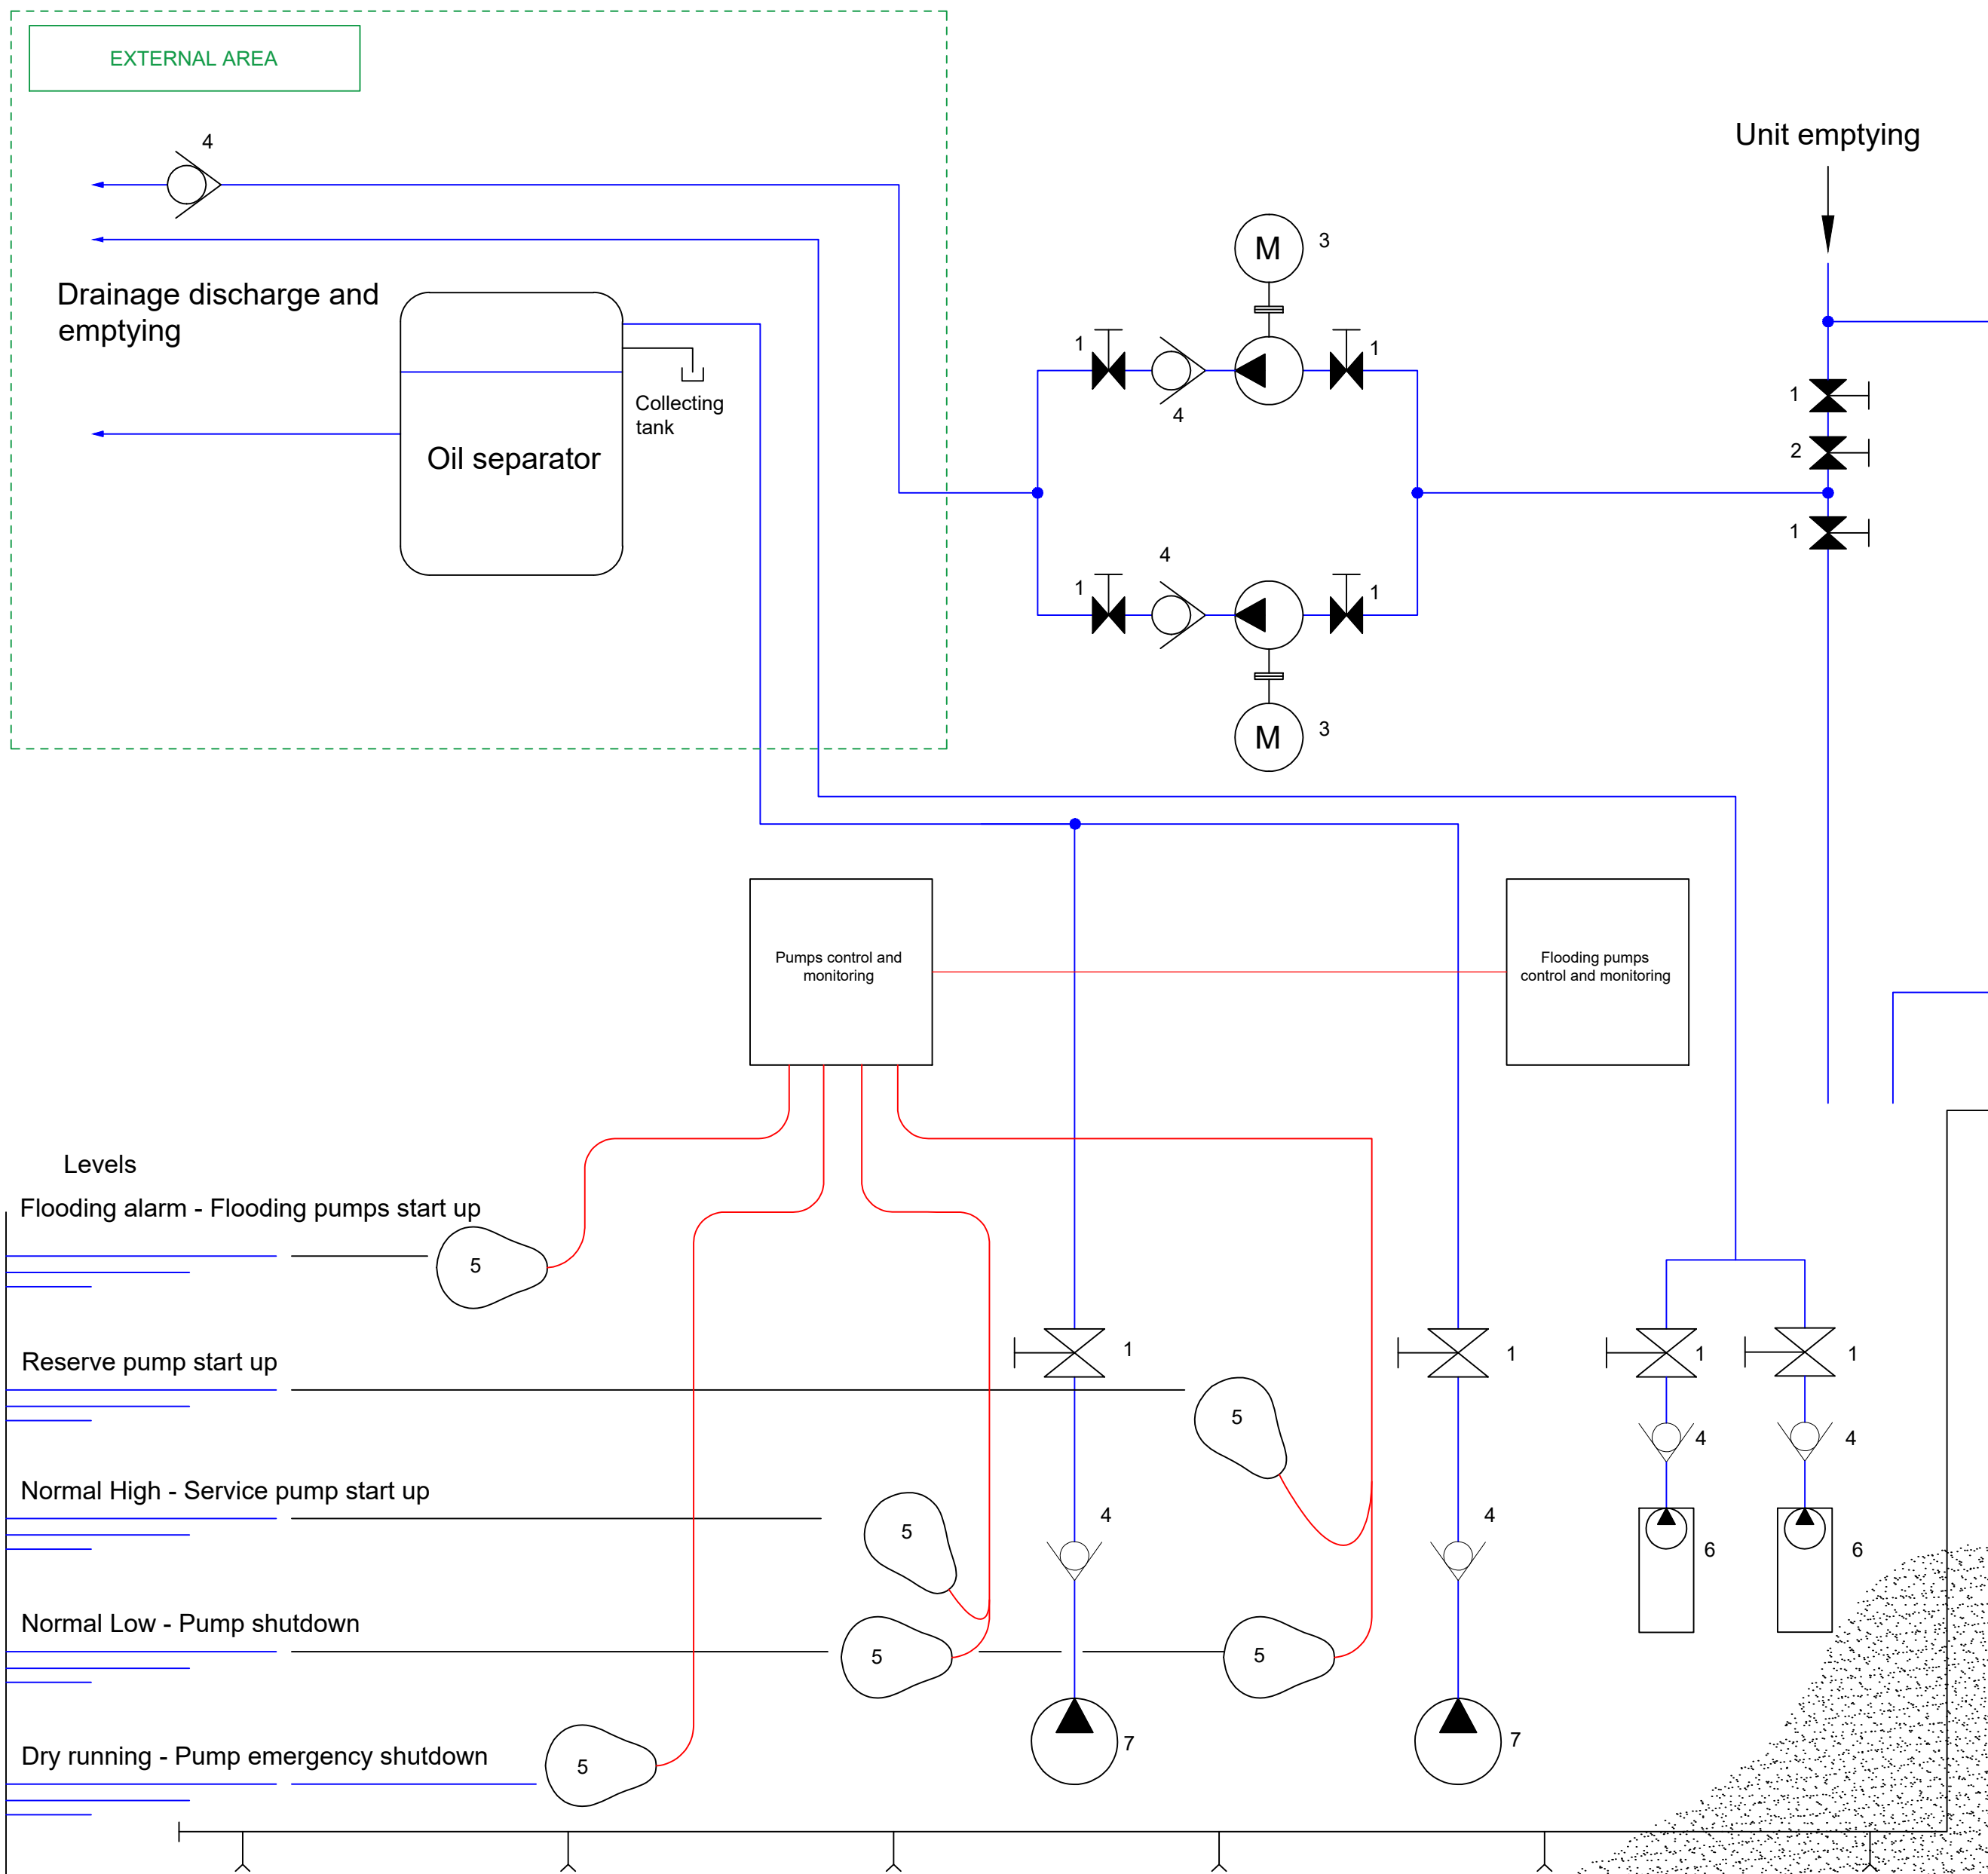 EXTERNAL AREA
4
Unit emptying
M
3
Drainage discharge and
emptying
1
1
4
Collecting
tank
Oil separator
1
2
1
4
1
1
M
3
Pumps control and
monitoring
Flooding pumps
control and monitoring
Levels
Flooding alarm - Flooding pumps start up
5
1
1
1
1
Reserve pump start up
5
4
4
Normal High - Service pump start up
5
4
4
6
6
Normal Low - Pump shutdown
5
5
7
7
Dry running - Pump emergency shutdown
5